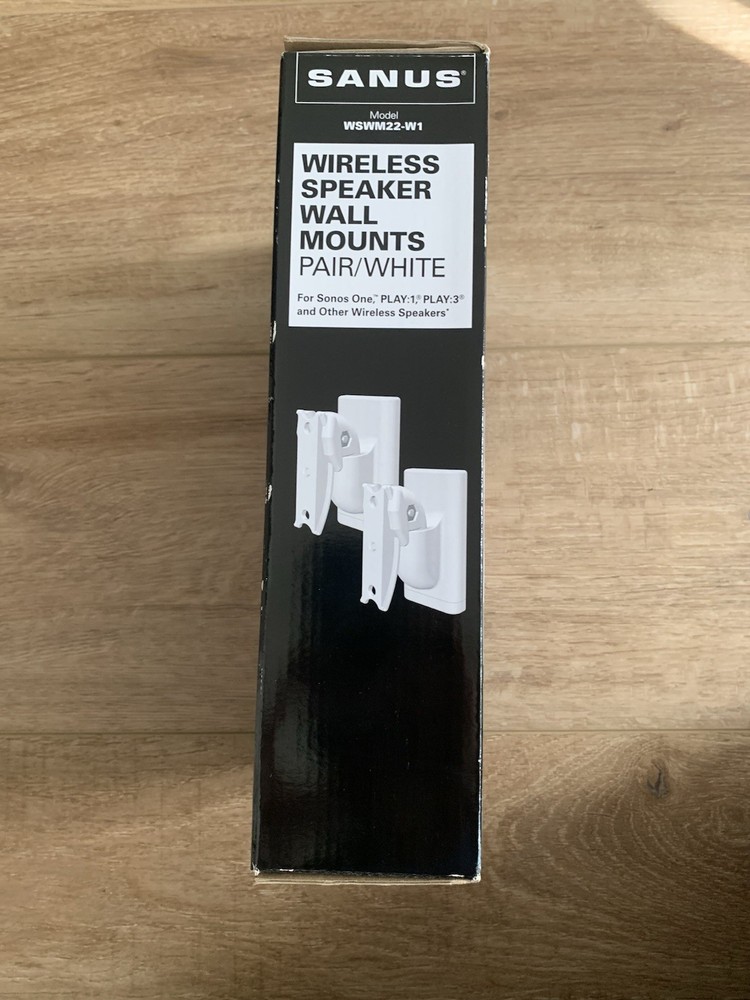 SANUS®
Model
WSWM22-W1
WIRELESS
SPEAKER
WALL
MOUNTS
PAIR/WHITE
For Sonos One,™ PLAY:1,® PLAY:3®
and Other Wireless Speakers*